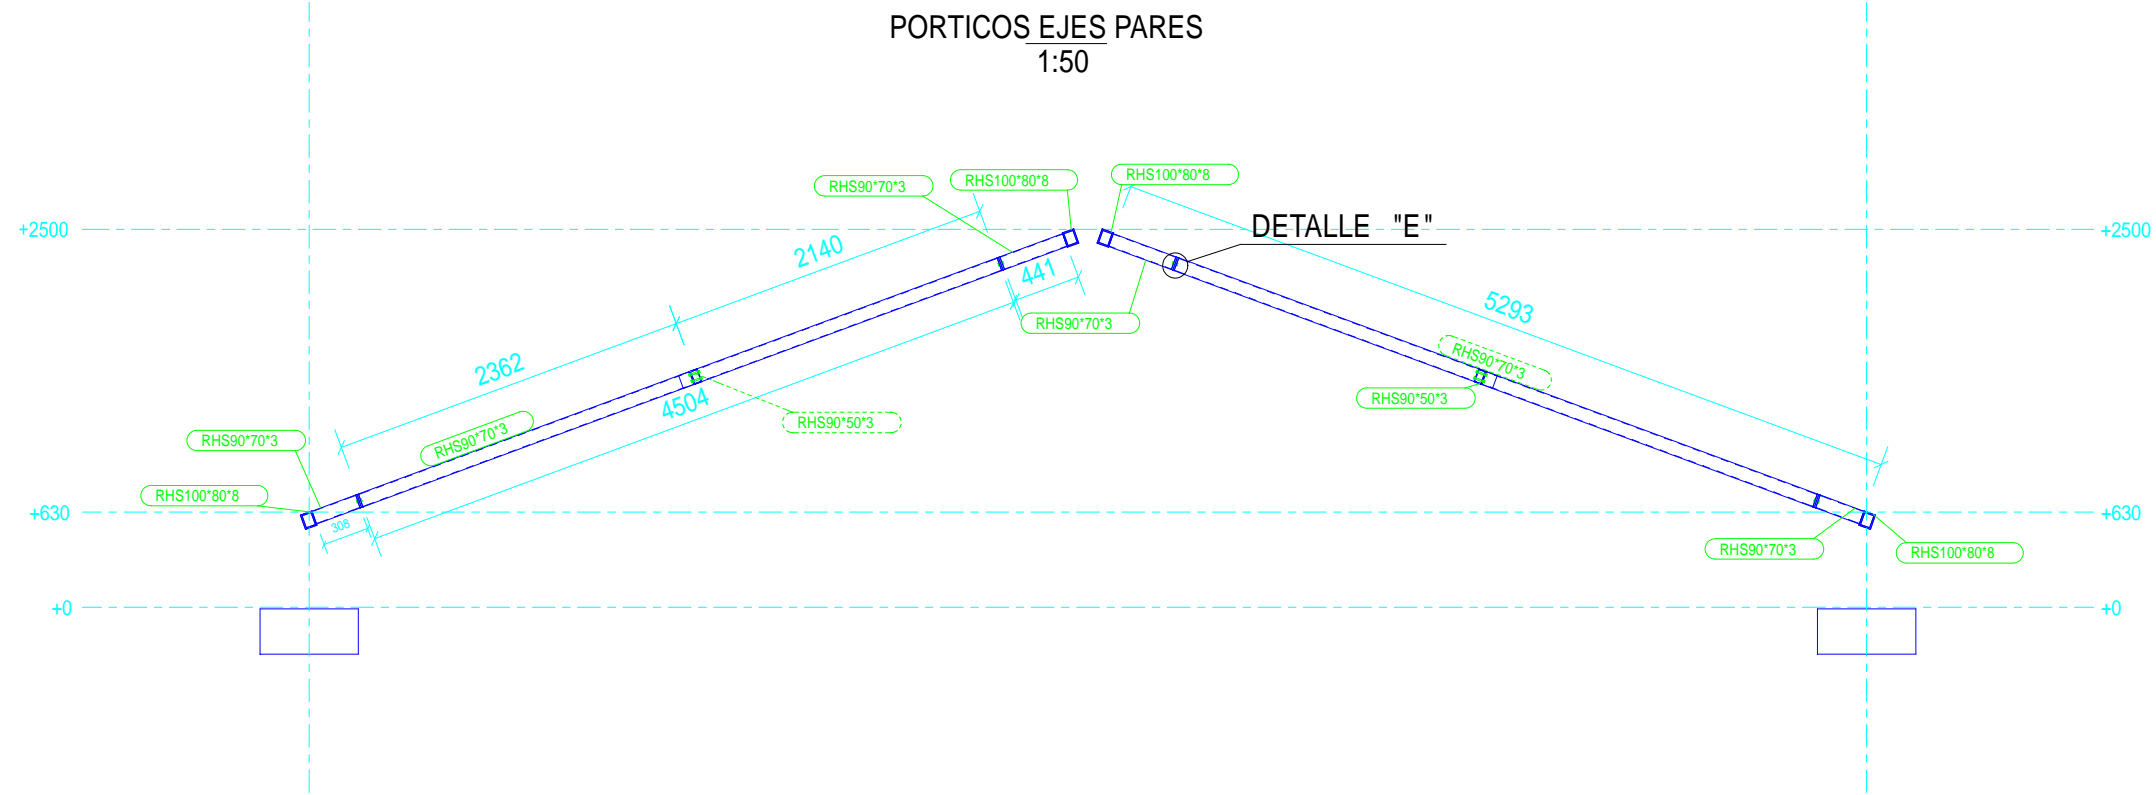 PORTICOS EJES PARES
1:50
RHS100*80*8
RHS100*80*8
RHS90*70*3
+2500
DETALLE "E"
+2500
2140
441
5293
RHS90*70*3
2362
RHS90*70*3
4504
RHS90*50*3
RHS90*50*3
RHS90*70*3
RHS90*70*3
RHS100*80*8
+630
308
+630
RHS90*70*3
RHS100*80*8
+0
+0